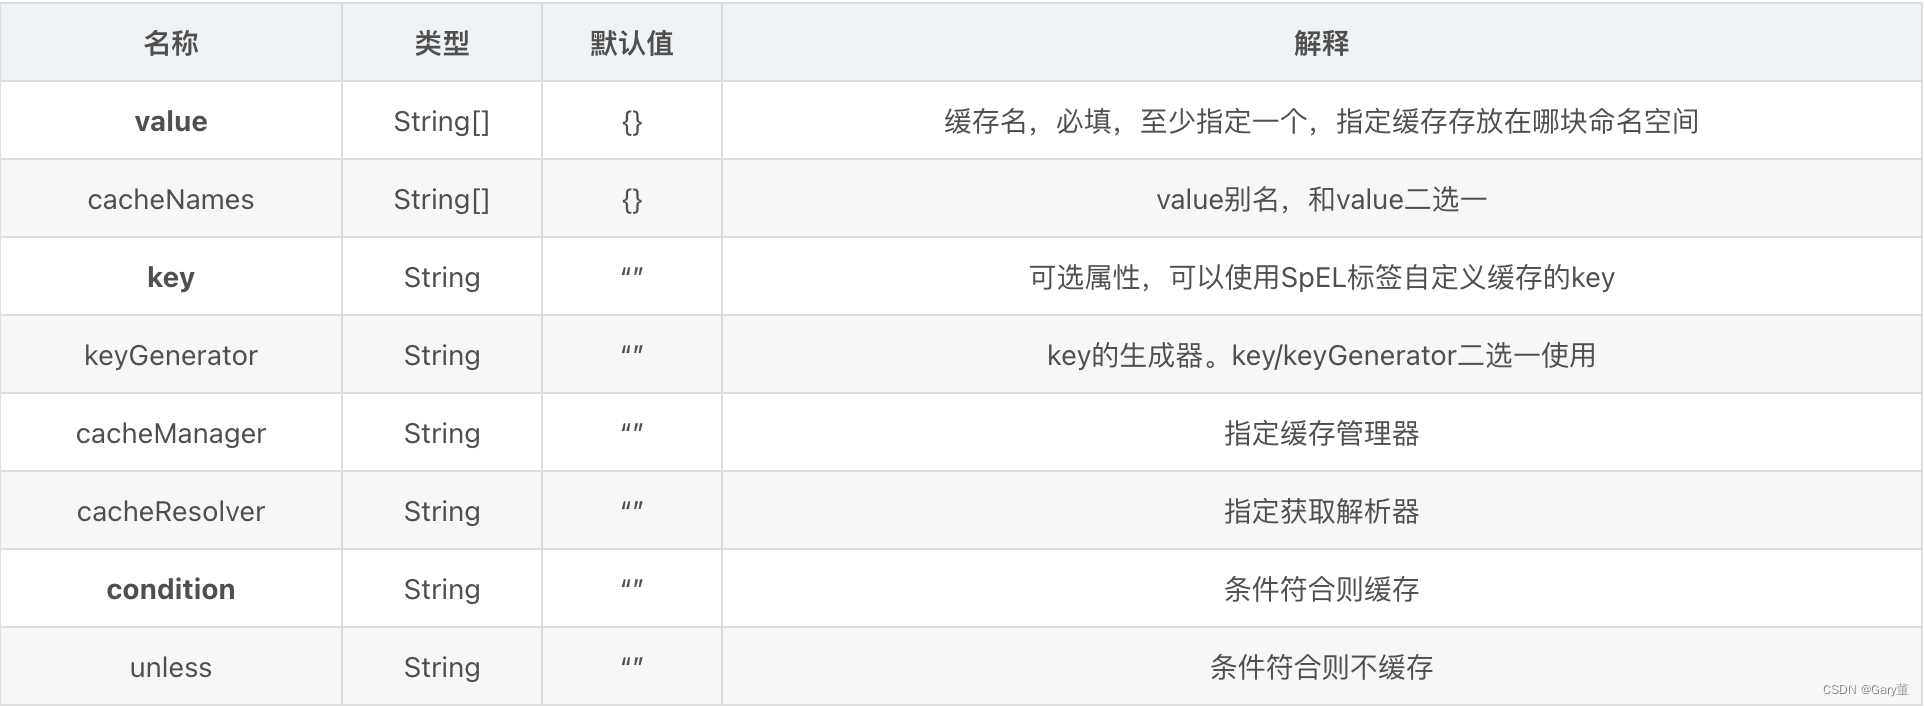 名称 类型 默认值 解释
value String[] {} 缓存名，必填，至少指定一个，指定缓存存放在哪块命名空间
cacheNames String[] {} value别名，和value二选一
key String “” 可选属性，可以使用SpEL标签自定义缓存的key
keyGenerator String “” key的生成器。key/keyGenerator二选一使用
cacheManager String “” 指定缓存管理器
cacheResolver String “” 指定获取解析器
condition String “” 条件符合则缓存
unless String “” 条件符合则不缓存
CSDN @Gary董